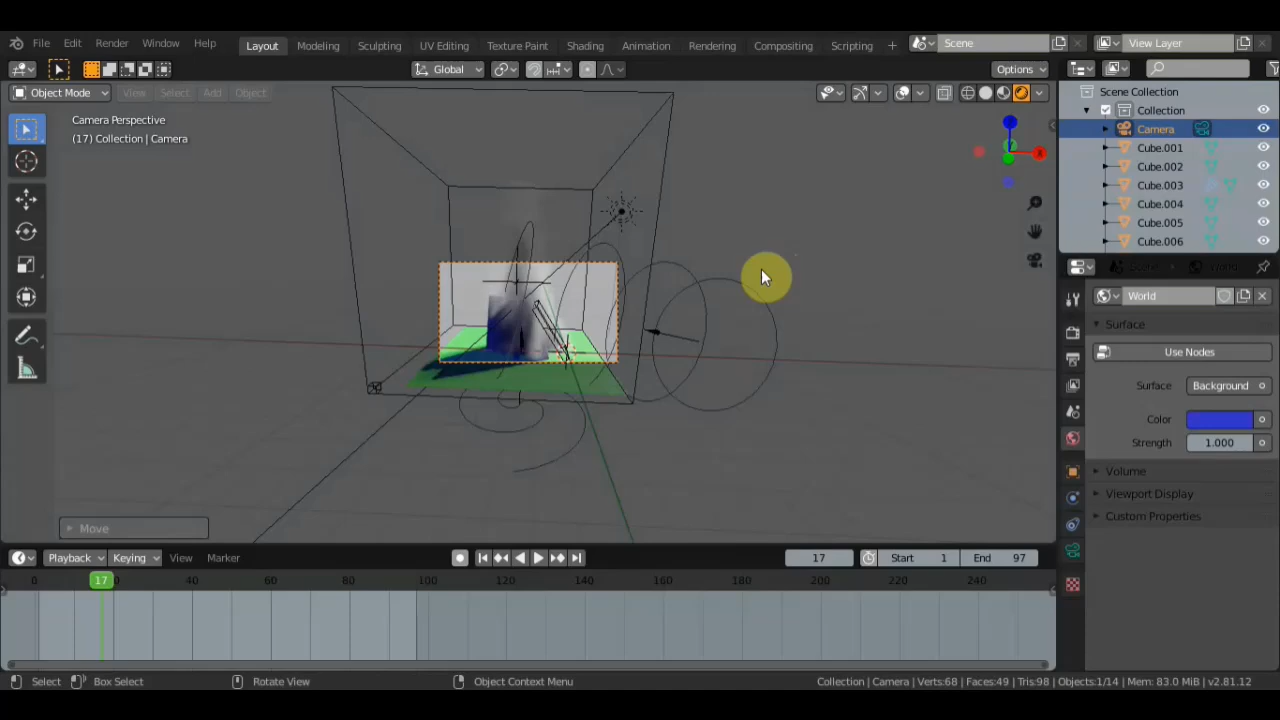 File Edit Render Window Help Layout Modeling Sculpting UV Editing Texture Paint Shading Animation Rendering Compositing Scripting + Scene View Layer
Global Options
Object Mode View Select Add Object
Camera Perspective
(17) Collection | Camera
X
Scene Collection
Collection
Camera
Cube.001
Cube.002
Cube.003
Cube.004
Cube.005
Cube.006
Scene World
World
Surface
Use Nodes
Surface Background
Color
Strength 1.000
Volume
Viewport Display
Custom Properties
Move
Playback Keying View Marker 17 Start 1 End 97
0 17 20 40 60 80 100 120 140 160 180 200 220 240
Select Box Select Rotate View Object Context Menu Collection | Camera | Verts:68 | Faces:49 | Tris:98 | Objects:1/14 | Mem: 83.0 MiB | v2.81.12